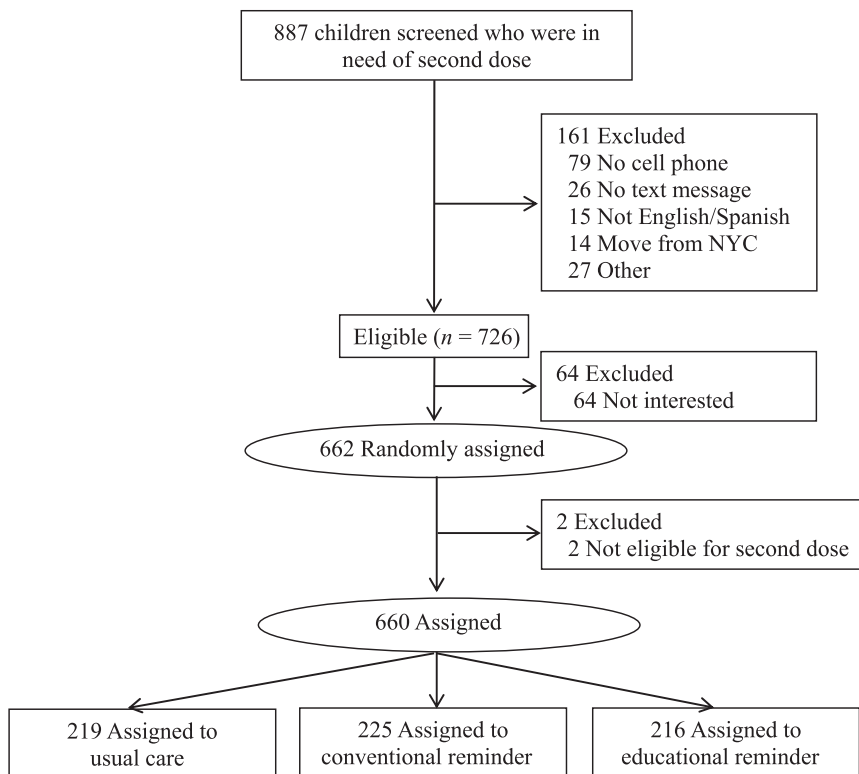 887 children screened who were in
need of second dose
161 Excluded
79 No cell phone
26 No text message
15 Not English/Spanish
14 Move from NYC
27 Other
Eligible (n = 726)
64 Excluded
64 Not interested
662 Randomly assigned
2 Excluded
2 Not eligible for second dose
660 Assigned
219 Assigned to
usual care
225 Assigned to
conventional reminder
216 Assigned to
educational reminder